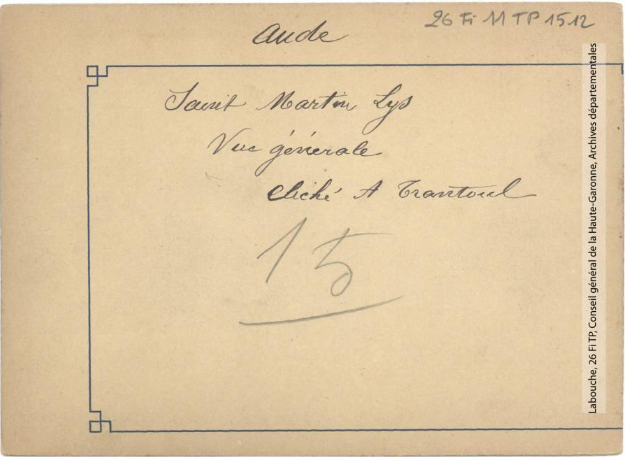 26 Fi 11 TP 1512
Aude
Saint Martin Lys
Vue générale
cliché A Trantoul
15
Labouche, 26 Fi TP, Conseil général de la Haute-Garonne, Archives départementales